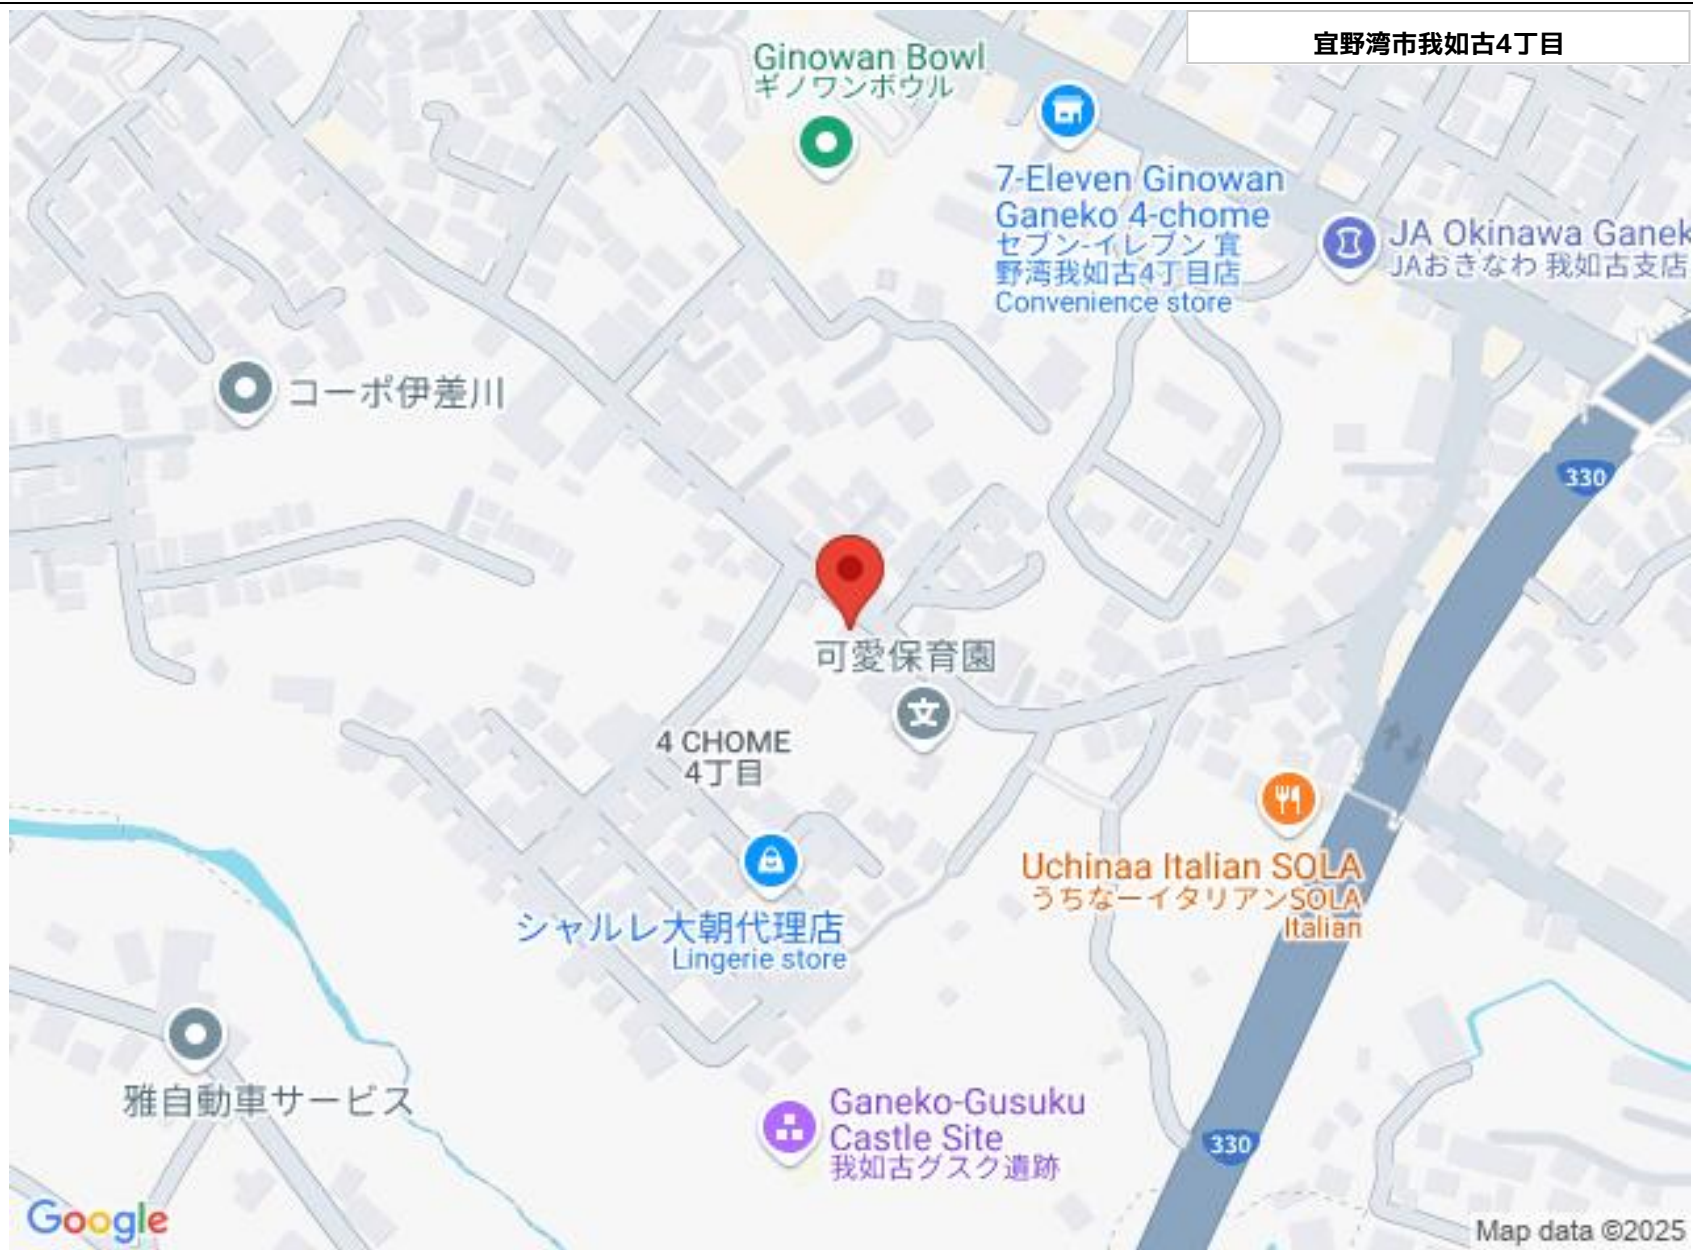 宜野湾市我如古4丁目
Ginowan Bowl
ギノワンボウル
7-Eleven Ginowan
Ganeko 4-chome
セブン-イレブン 宜
野湾我如古4丁目店
Convenience store
JA Okinawa Ganek
JAおきなわ 我如古支店
コーポ伊差川
330
可愛保育園
文
4 CHOME
4丁目
Uchinaa Italian SOLA
うちなーイタリアンSOLA
Italian
シャルレ大朝代理店
Lingerie store
雅自動車サービス
Ganeko-Gusuku
Castle Site
我如古グスク遺跡
330
Google
Map data ©2025